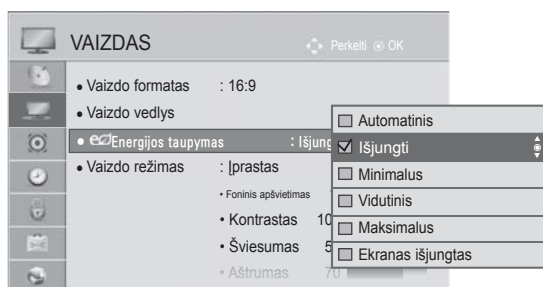 VAIZDAS
Perkelti OK
• Vaizdo formatas : 16:9
• Vaizdo vedlys
• Energijos taupymas : Išjung
• Vaizdo režimas : Įprastas
• Foninis apšvietimas
• Kontrastas 10
• Šviesumas 5
• Aštrumas 70
Automatinis
Išjungti
Minimalus
Vidutinis
Maksimalus
Ekranas išjungtas